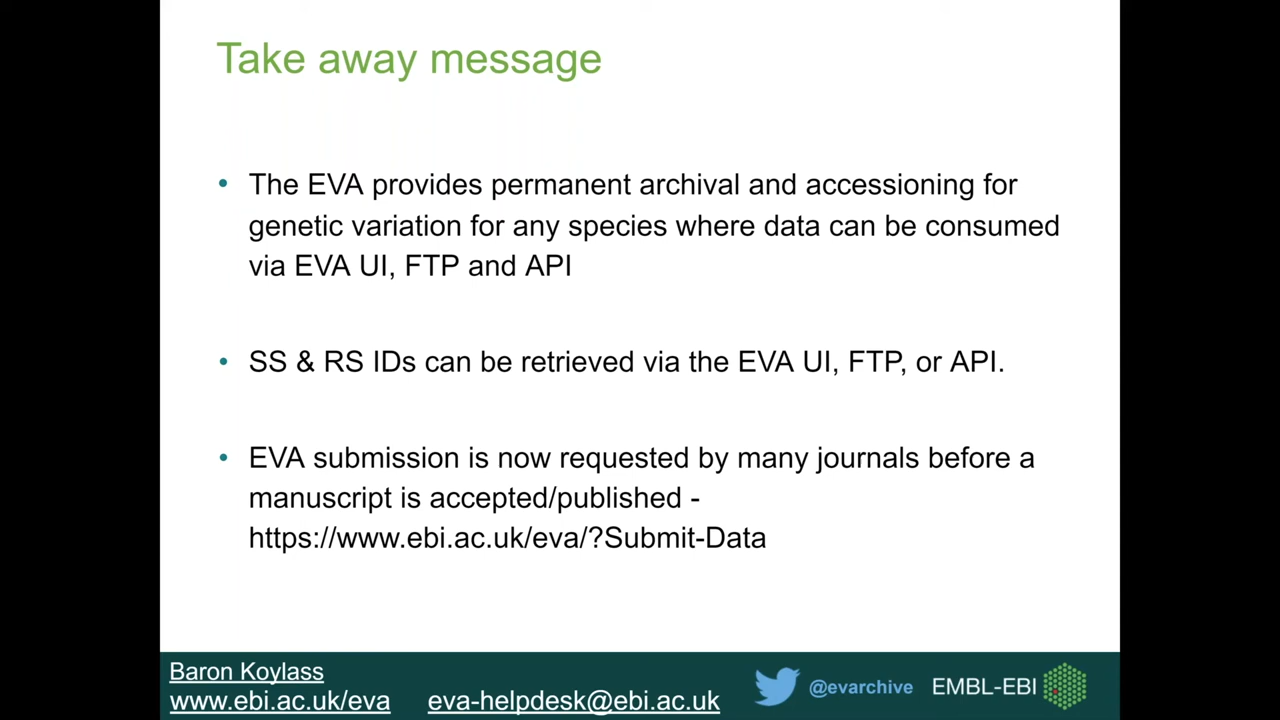 Take away message
• The EVA provides permanent archival and accessioning for
genetic variation for any species where data can be consumed
via EVA UI, FTP and API
• SS & RS IDs can be retrieved via the EVA UI, FTP, or API.
• EVA submission is now requested by many journals before a
manuscript is accepted/published -
https://www.ebi.ac.uk/eva/?Submit-Data
Baron Koylass
www.ebi.ac.uk/eva eva-helpdesk@ebi.ac.uk
@evarchive
EMBL-EBI